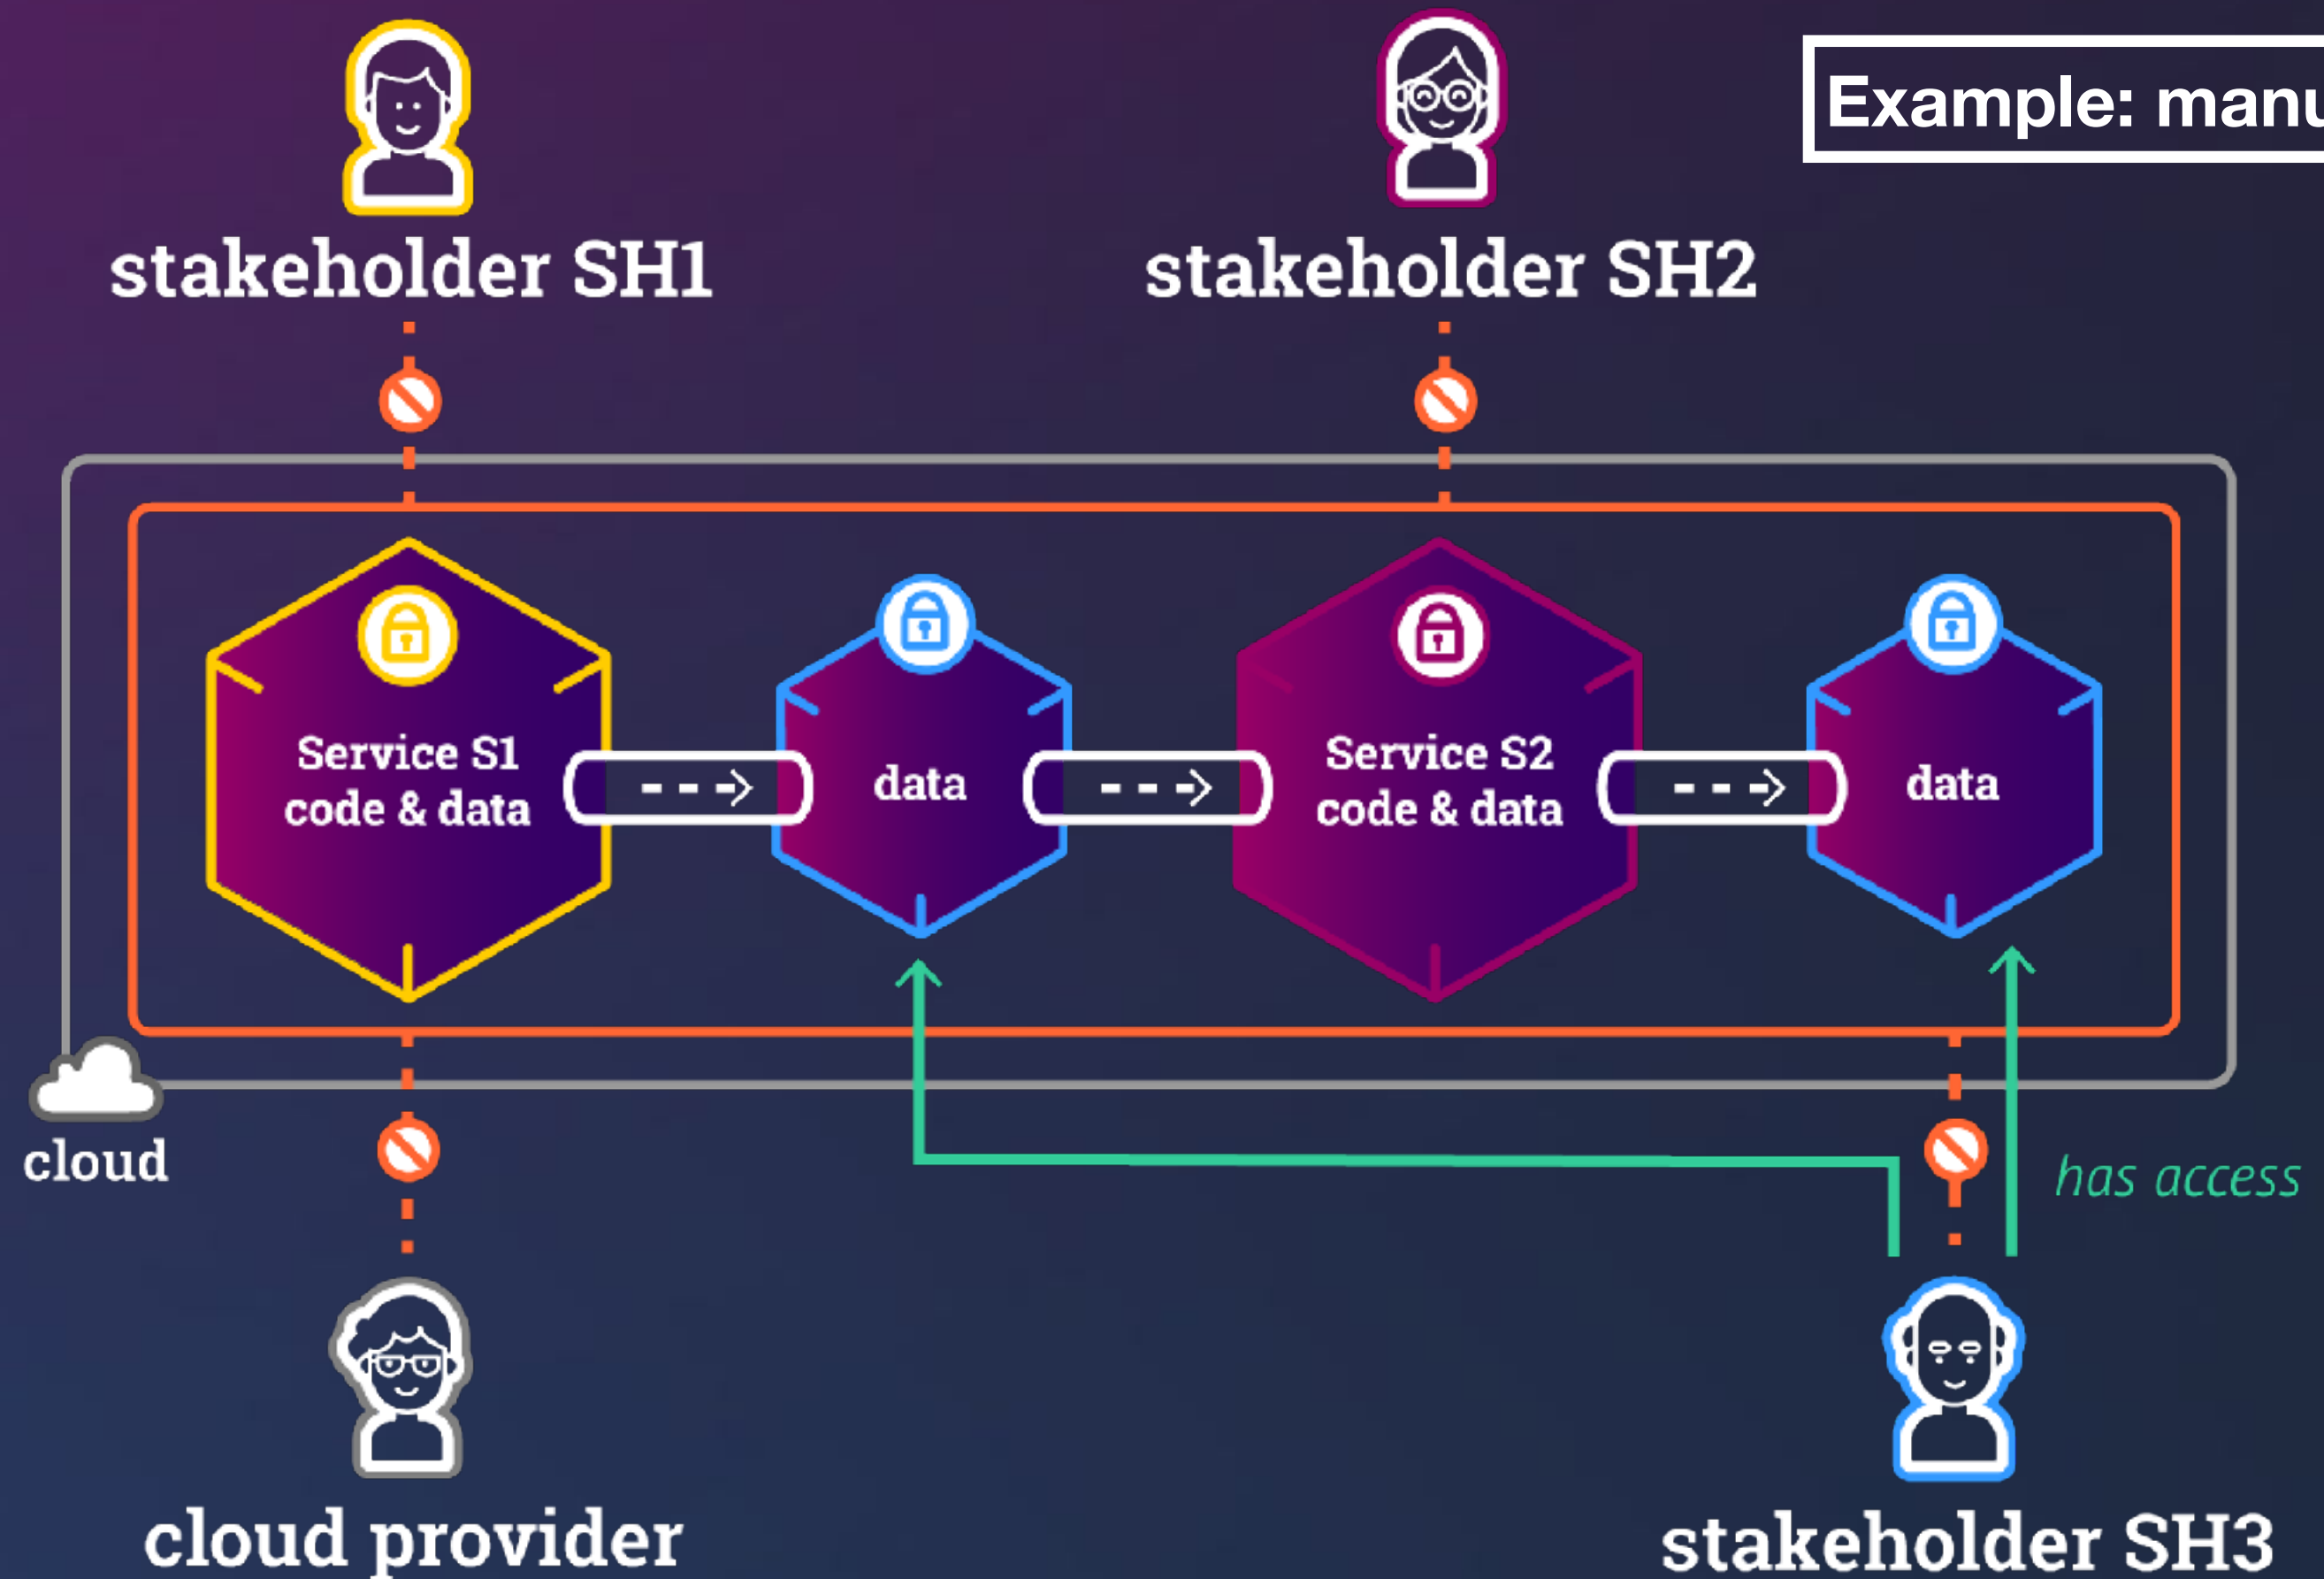 Example: manu
stakeholder SH1
stakeholder SH2
Service S1
code & data
data
Service S2
code & data
data
cloud
has access
cloud provider
stakeholder SH3